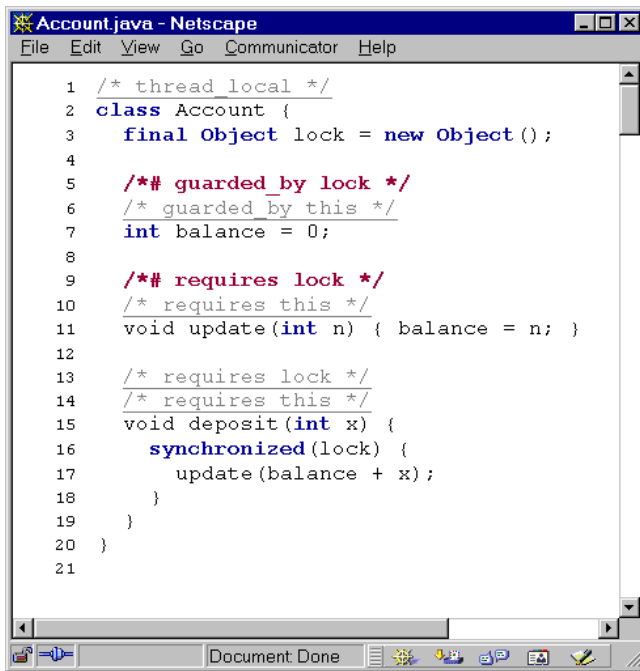 Account.java - Netscape
File Edit View Go Communicator Help
1 /* thread_local */
2 class Account {
3 final Object lock = new Object();
4
5 /*# guarded_by lock */
6 /* guarded_by this */
7 int balance = 0;
8
9 /*# requires lock */
10 /* requires this */
11 void update(int n) { balance = n; }
12
13 /* requires lock */
14 /* requires this */
15 void deposit(int x) {
16 synchronized(lock) {
17 update(balance + x);
18 }
19 }
20 }
21
Document: Done